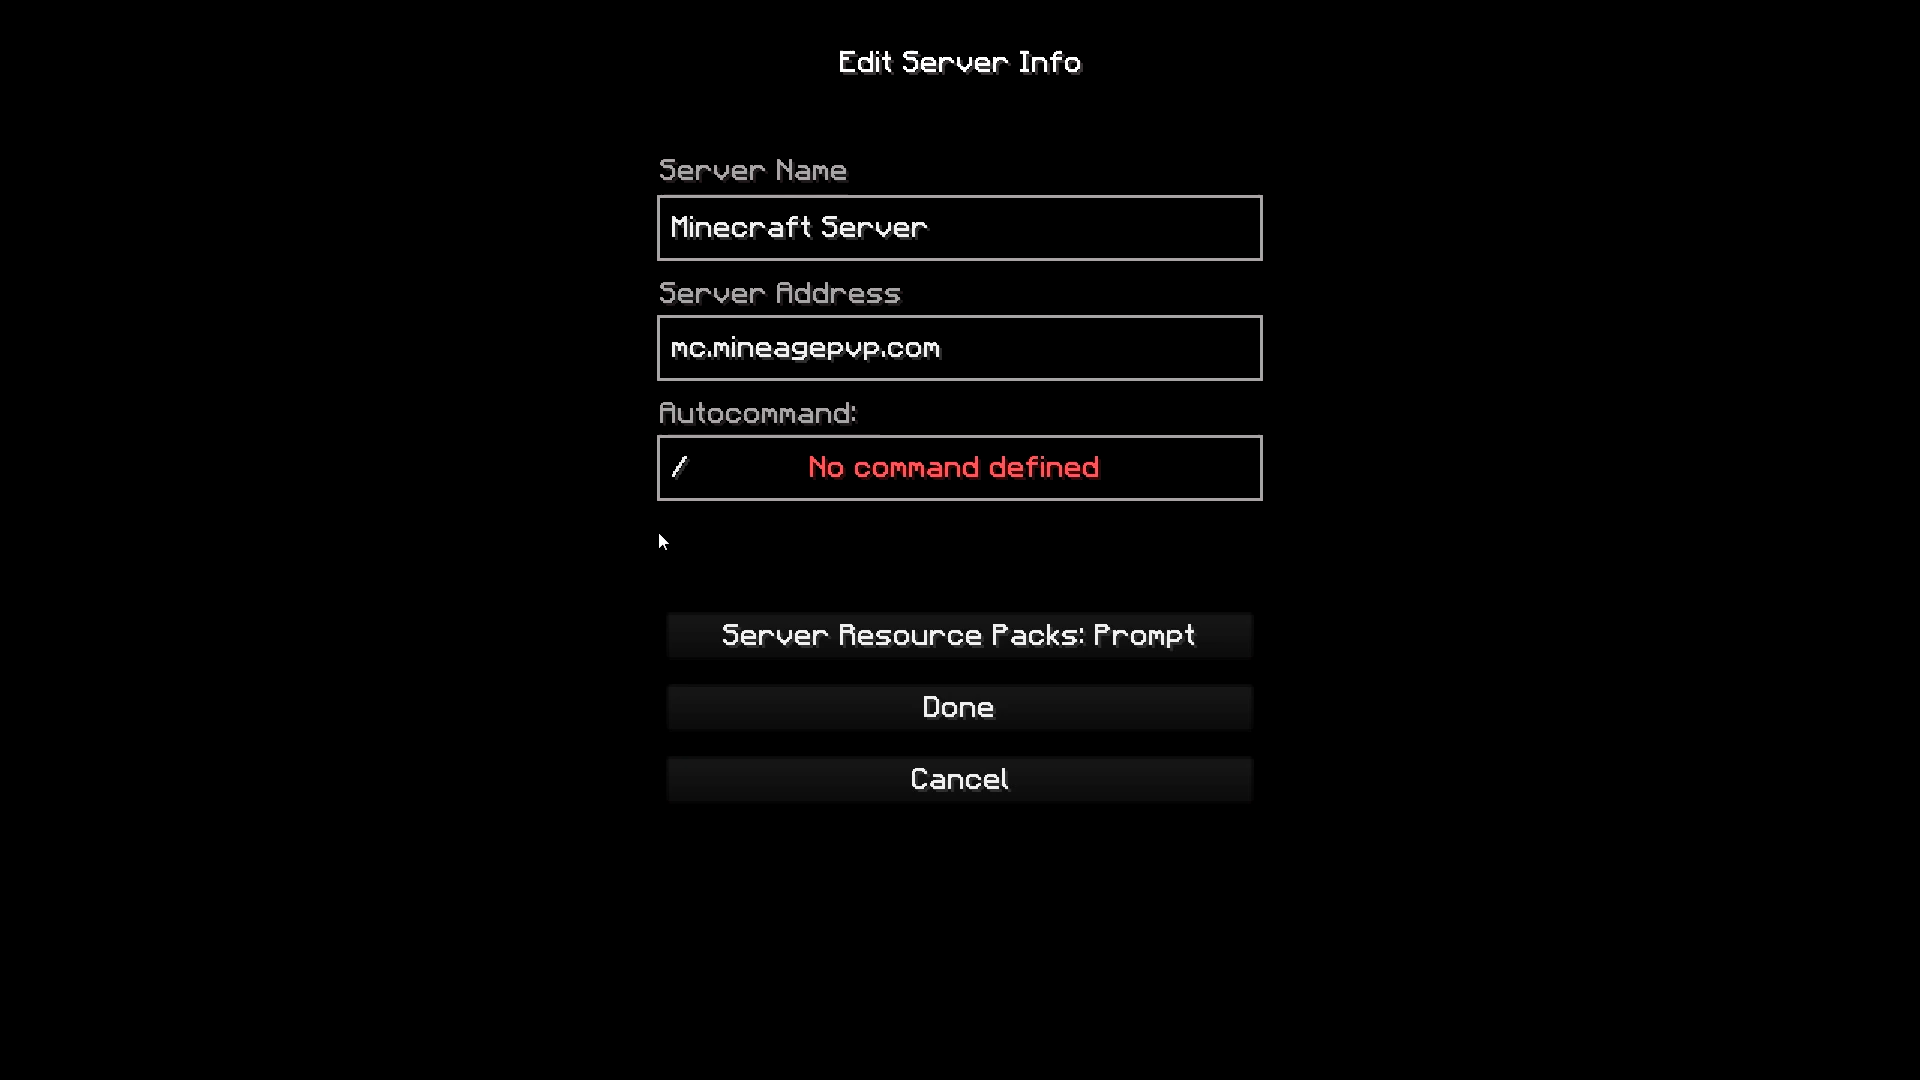 Edit Server Info
Server Name
Minecraft Server
Server Address
mc.mineagepvp.com
Autocommand:
/ No command defined
Server Resource Packs: Prompt
Done
Cancel